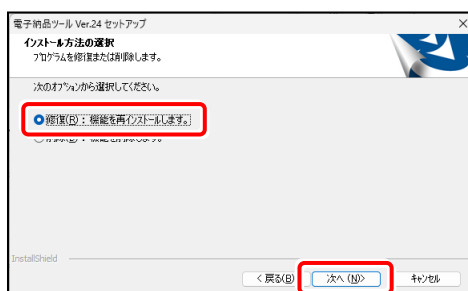 電子納品ツール Ver.24 セットアップ
インストール方法の選択
プログラムを修復または削除します。
次のオプションから選択してください。
修復(R)： 機能を再インストールします。
InstallShield
< 戻る(B)
次へ (N)>
キャンセル